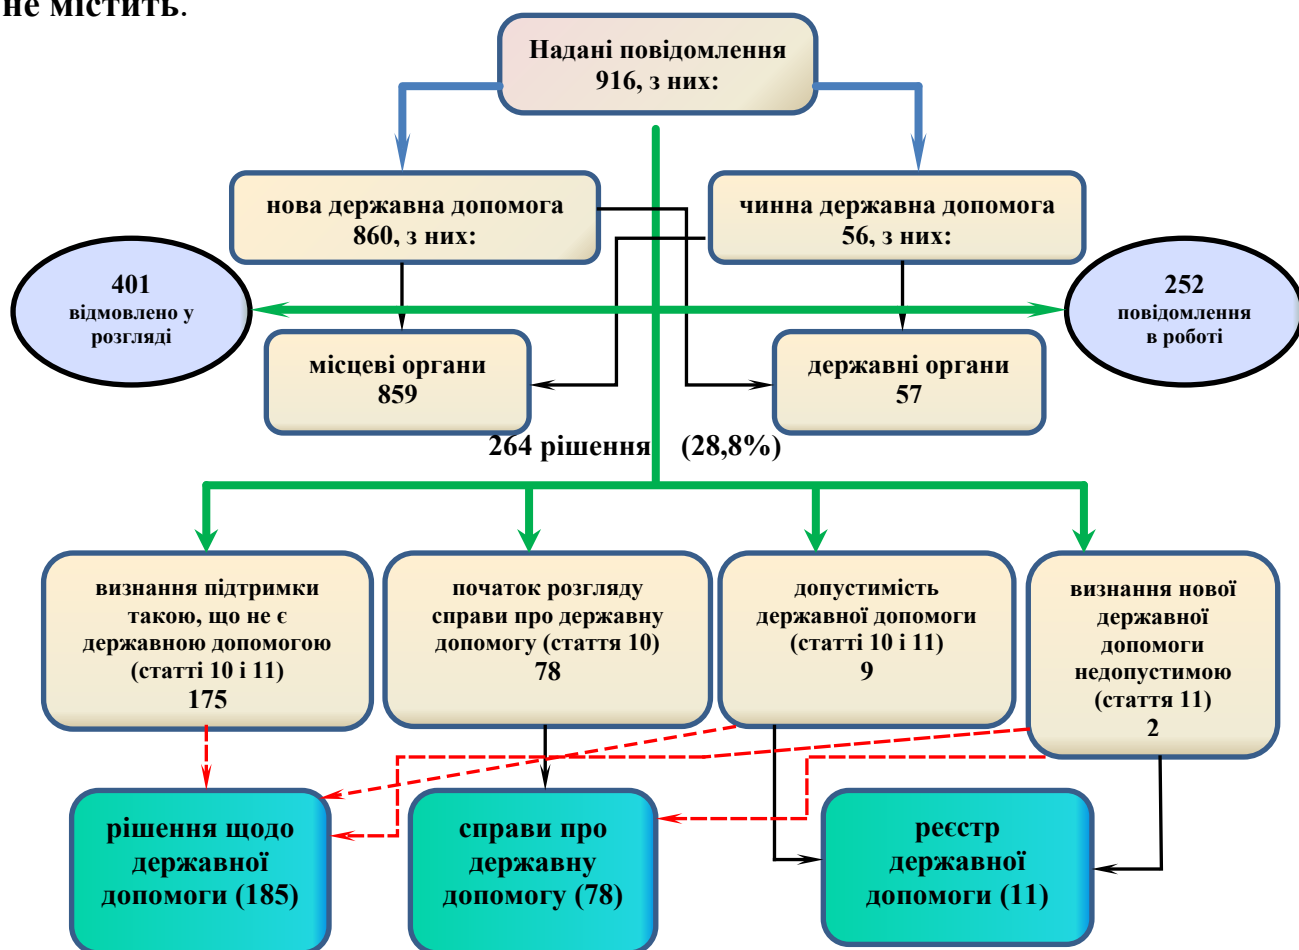 не містить.
Надані повідомлення
916, з них:
нова державна допомога
860, з них:
чинна державна допомога
56, з них:
401
відмовлено у
розгляді
252
повідомлення
в роботі
місцеві органи
859
державні органи
57
264 рішення (28,8%)
визнання підтримки
такою, що не є
державною допомогою
(статті 10 і 11)
175
початок розгляду
справи про державну
допомогу (стаття 10)
78
допустимість
державної допомоги
(статті 10 і 11)
9
визнання нової
державної
допомоги
недопустимою
(стаття 11)
2
рішення щодо
державної
допомоги (185)
справи про
державну
допомогу (78)
реєстр
державної
допомоги (11)